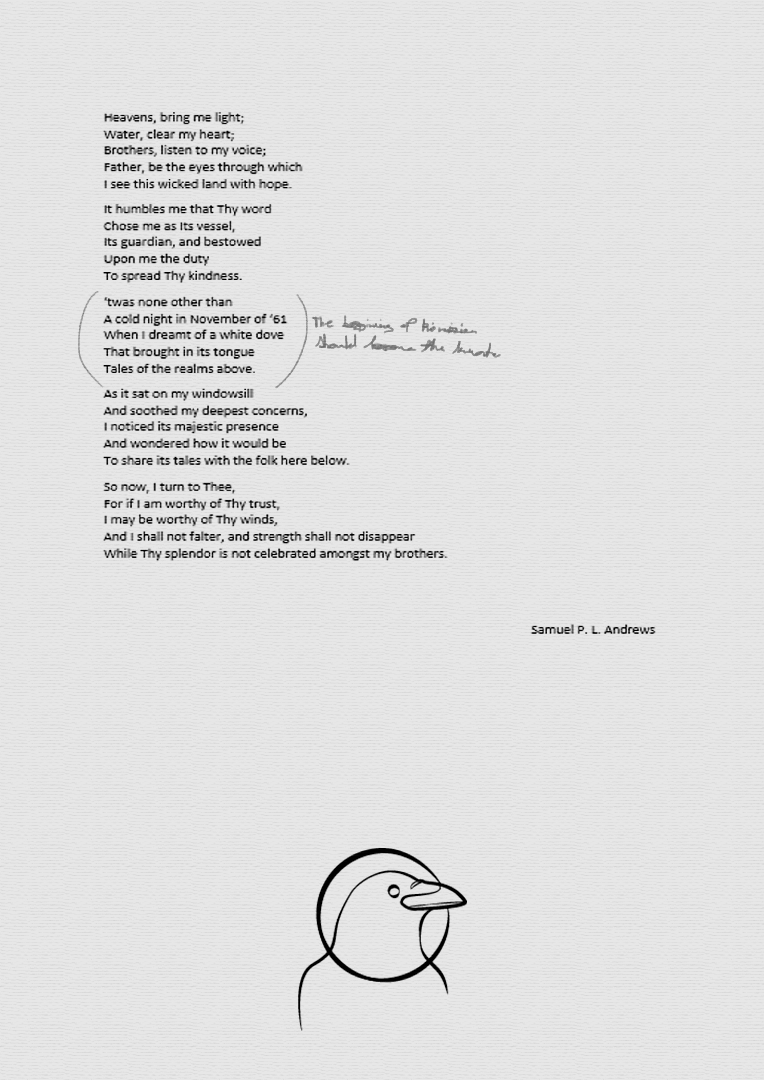 Heavens, bring me light;
Water, clear my heart;
Brothers, listen to my voice;
Father, be the eyes through which
I see this wicked land with hope.
It humbles me that Thy word
Chose me as Its vessel,
Its guardian, and bestowed
Upon me the duty
To spread Thy kindness.
‘twas none other than
A cold night in November of ‘61
When I dreamt of a white dove
That brought in its tongue
Tales of the realms above.
The beginning of
should become the
As it sat on my windowsill
And soothed my deepest concerns,
I noticed its majestic presence
And wondered how it would be
To share its tales with the folk here below.
So now, I turn to Thee,
For if I am worthy of Thy trust,
I may be worthy of Thy winds,
And I shall not falter, and strength shall not disappear
While Thy splendor is not celebrated amongst my brothers.
Samuel P. L. Andrews